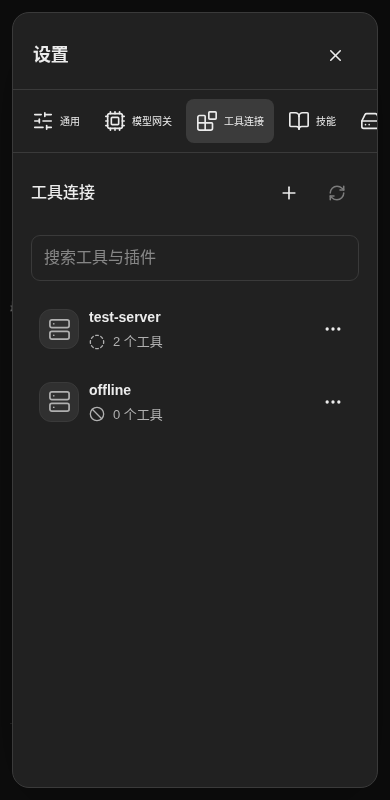 设置
通用
模型网关
工具连接
技能
工具连接
搜索工具与插件
test-server
2 个工具
offline
0 个工具